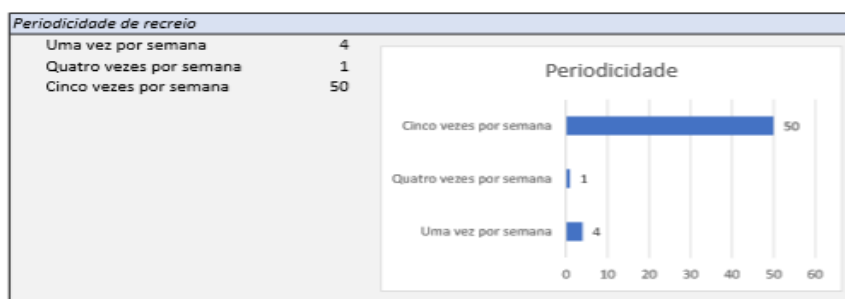 Periodicidade de recreio
Uma vez por semana 4
Quatro vezes por semana 1
Cinco vezes por semana 50
Periodicidade
Cinco vezes por semana 50
Quatro vezes por semana 1
Uma vez por semana 4
0 10 20 30 40 50 60